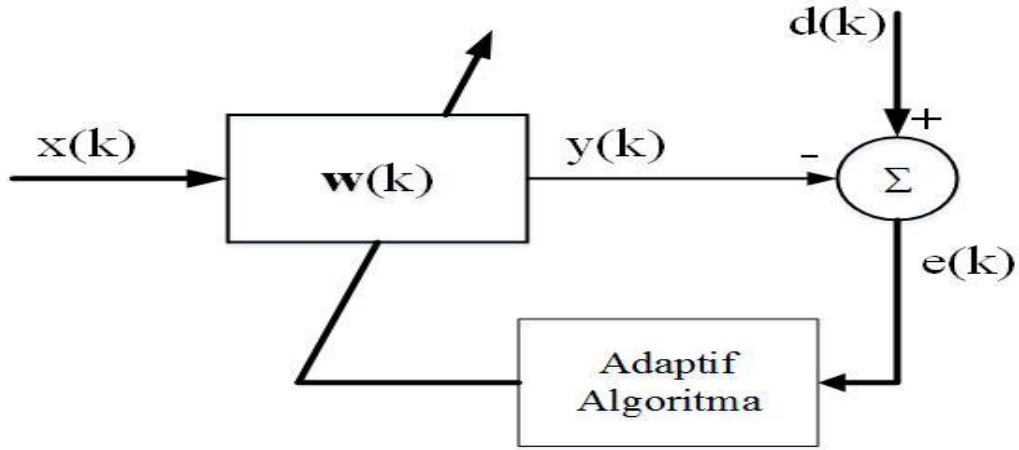 d(k)
+
x(k)
w(k)
y(k)
-
Σ
e(k)
Adaptif
Algoritma